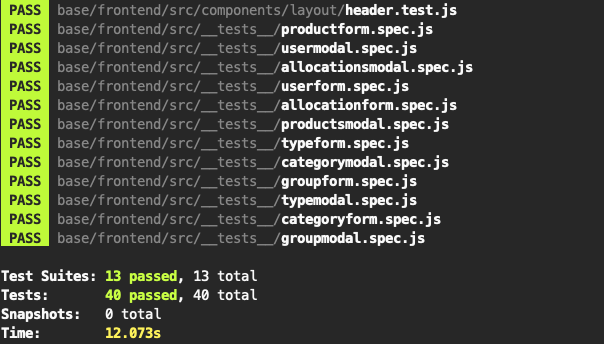 PASS base/frontend/src/components/layout/header.test.js
PASS base/frontend/src/__tests__/productform.spec.js
PASS base/frontend/src/__tests__/usermodal.spec.js
PASS base/frontend/src/__tests__/allocationsmodal.spec.js
PASS base/frontend/src/__tests__/userform.spec.js
PASS base/frontend/src/__tests__/allocationform.spec.js
PASS base/frontend/src/__tests__/productsmodal.spec.js
PASS base/frontend/src/__tests__/typeform.spec.js
PASS base/frontend/src/__tests__/categorymodal.spec.js
PASS base/frontend/src/__tests__/groupform.spec.js
PASS base/frontend/src/__tests__/typemodal.spec.js
PASS base/frontend/src/__tests__/categoryform.spec.js
PASS base/frontend/src/__tests__/groupmodal.spec.js
Test Suites: 13 passed, 13 total
Tests: 40 passed, 40 total
Snapshots: 0 total
Time: 12.073s